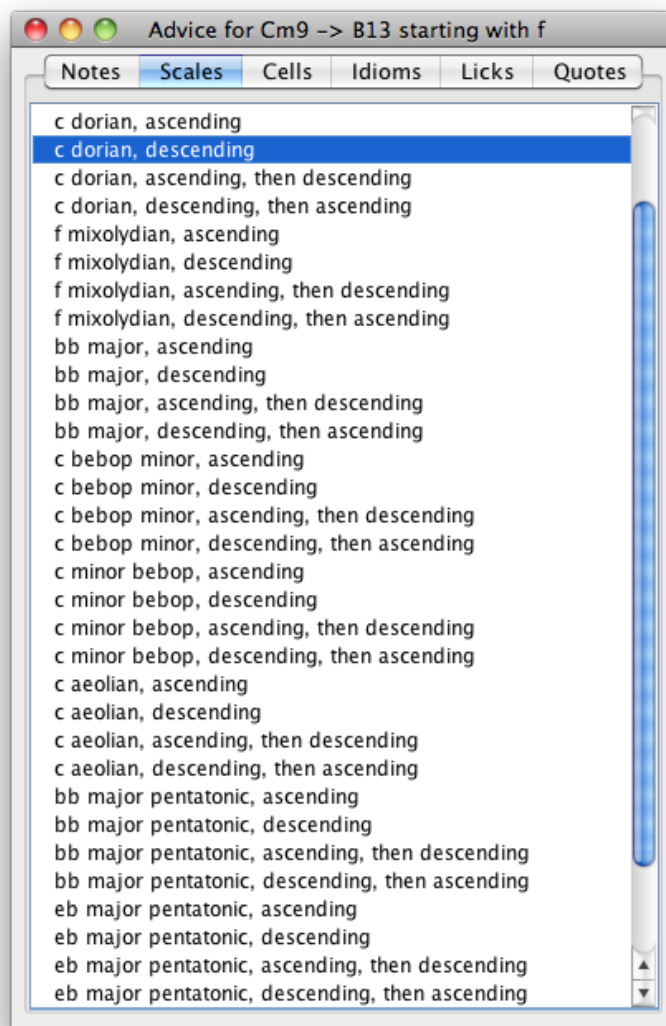 Advice for Cm9 -> B13 starting with f
Notes Scales Cells Idioms Licks Quotes
c dorian, ascending
c dorian, descending
c dorian, ascending, then descending
c dorian, descending, then ascending
f mixolydian, ascending
f mixolydian, descending
f mixolydian, ascending, then descending
f mixolydian, descending, then ascending
bb major, ascending
bb major, descending
bb major, ascending, then descending
bb major, descending, then ascending
c bebop minor, ascending
c bebop minor, descending
c bebop minor, ascending, then descending
c bebop minor, descending, then ascending
c minor bebop, ascending
c minor bebop, descending
c minor bebop, ascending, then descending
c minor bebop, descending, then ascending
c aeolian, ascending
c aeolian, descending
c aeolian, ascending, then descending
c aeolian, descending, then ascending
bb major pentatonic, ascending
bb major pentatonic, descending
bb major pentatonic, ascending, then descending
bb major pentatonic, descending, then ascending
eb major pentatonic, ascending
eb major pentatonic, descending
eb major pentatonic, ascending, then descending
eb major pentatonic, descending, then ascending